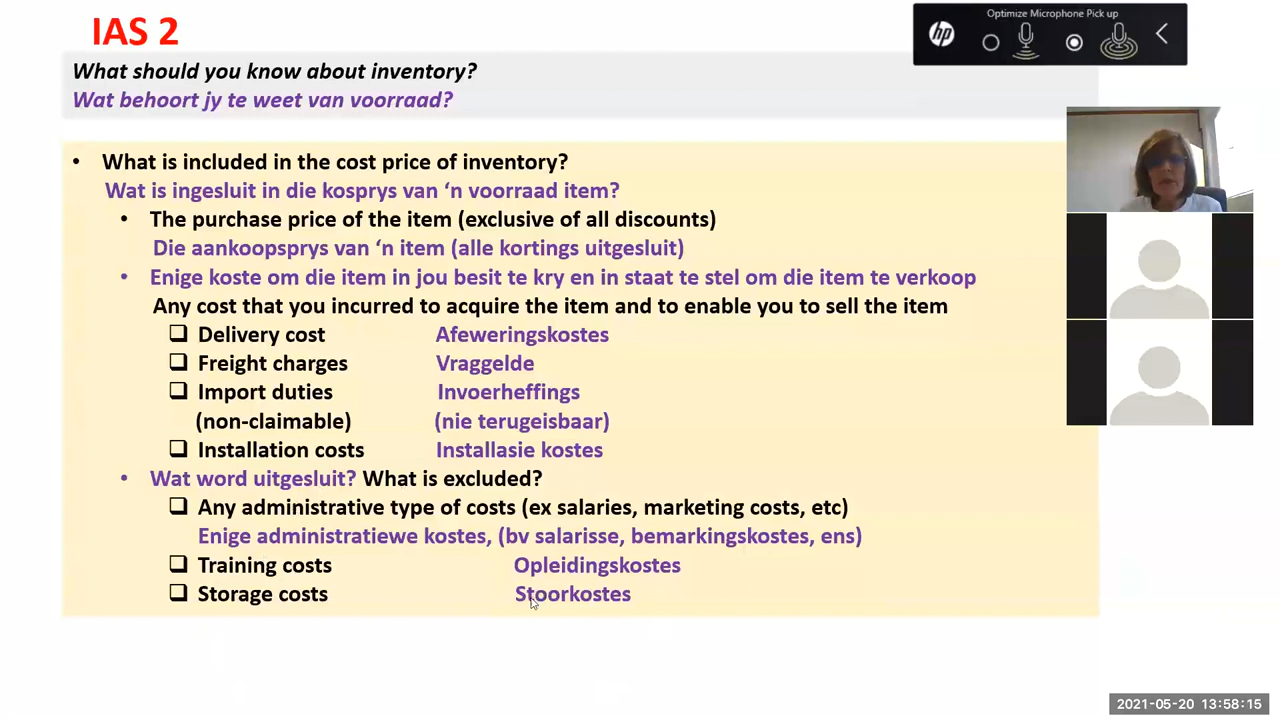 IAS 2
Optimize Microphone Pick up
hp
What should you know about inventory?
Wat behoort jy te weet van voorraad?
• What is included in the cost price of inventory?
Wat is ingesluit in die kosprys van ‘n voorraad item?
• The purchase price of the item (exclusive of all discounts)
Die aankoopsprys van ‘n item (alle kortings uitgesluit)
• Enige koste om die item in jou besit te kry en in staat te stel om die item te verkoop
Any cost that you incurred to acquire the item and to enable you to sell the item
❑ Delivery cost Afeweringskostes
❑ Freight charges Vraggelde
❑ Import duties Invoerheffings
(non-claimable) (nie terugeisbaar)
❑ Installation costs Installasie kostes
• Wat word uitgesluit? What is excluded?
❑ Any administrative type of costs (ex salaries, marketing costs, etc)
Enige administratiewe kostes, (bv salarisse, bemarkingskostes, ens)
❑ Training costs Opleidingskostes
❑ Storage costs Stoorkostes
2021-05-20 13:58:15